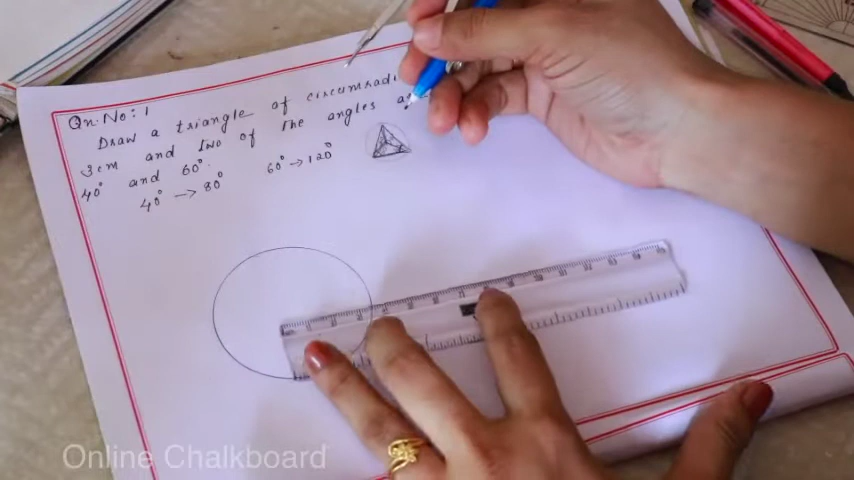 Qn.No: 1
Draw a triangle of circumradi
3cm and two of the angles a
40° and 60°.
40° → 80° 60° → 120°
Online Chalkboard